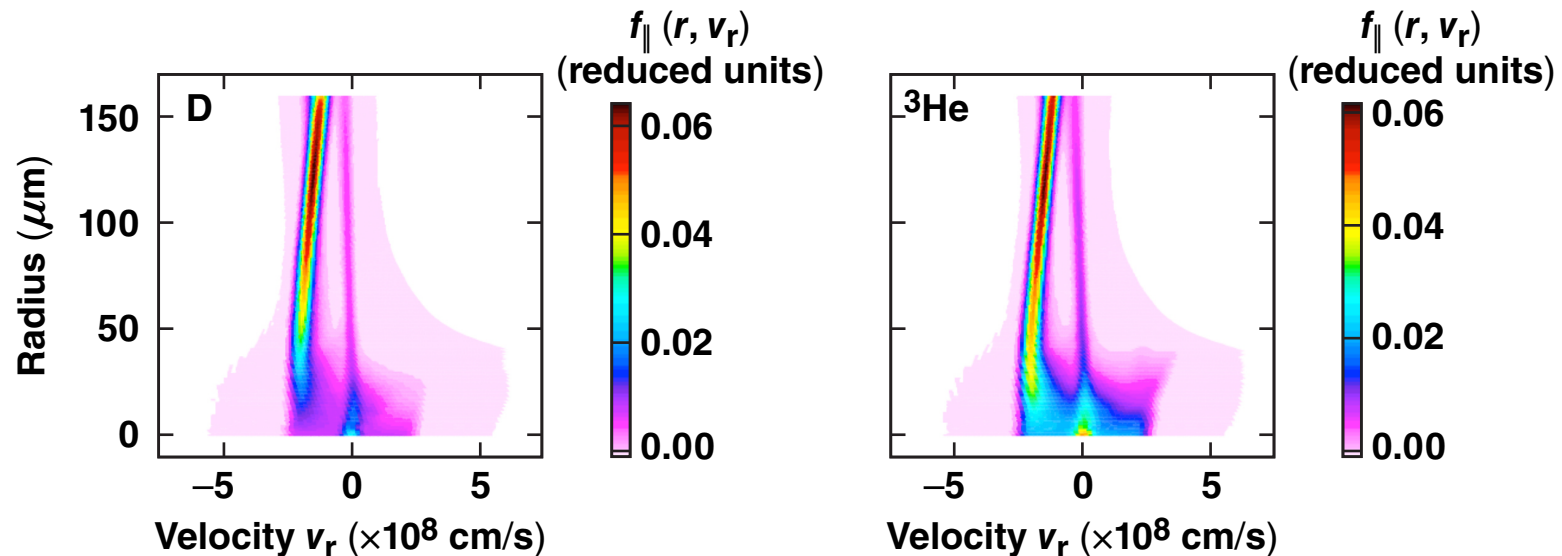 f∥ (r, vr)
(reduced units)
D
150
100
50
0
Radius (μm)
−5 0 5
Velocity vr (×10⁸ cm/s)
0.06
0.04
0.02
0.00
f∥ (r, vr)
(reduced units)
³He
−5 0 5
Velocity vr (×10⁸ cm/s)
0.06
0.04
0.02
0.00